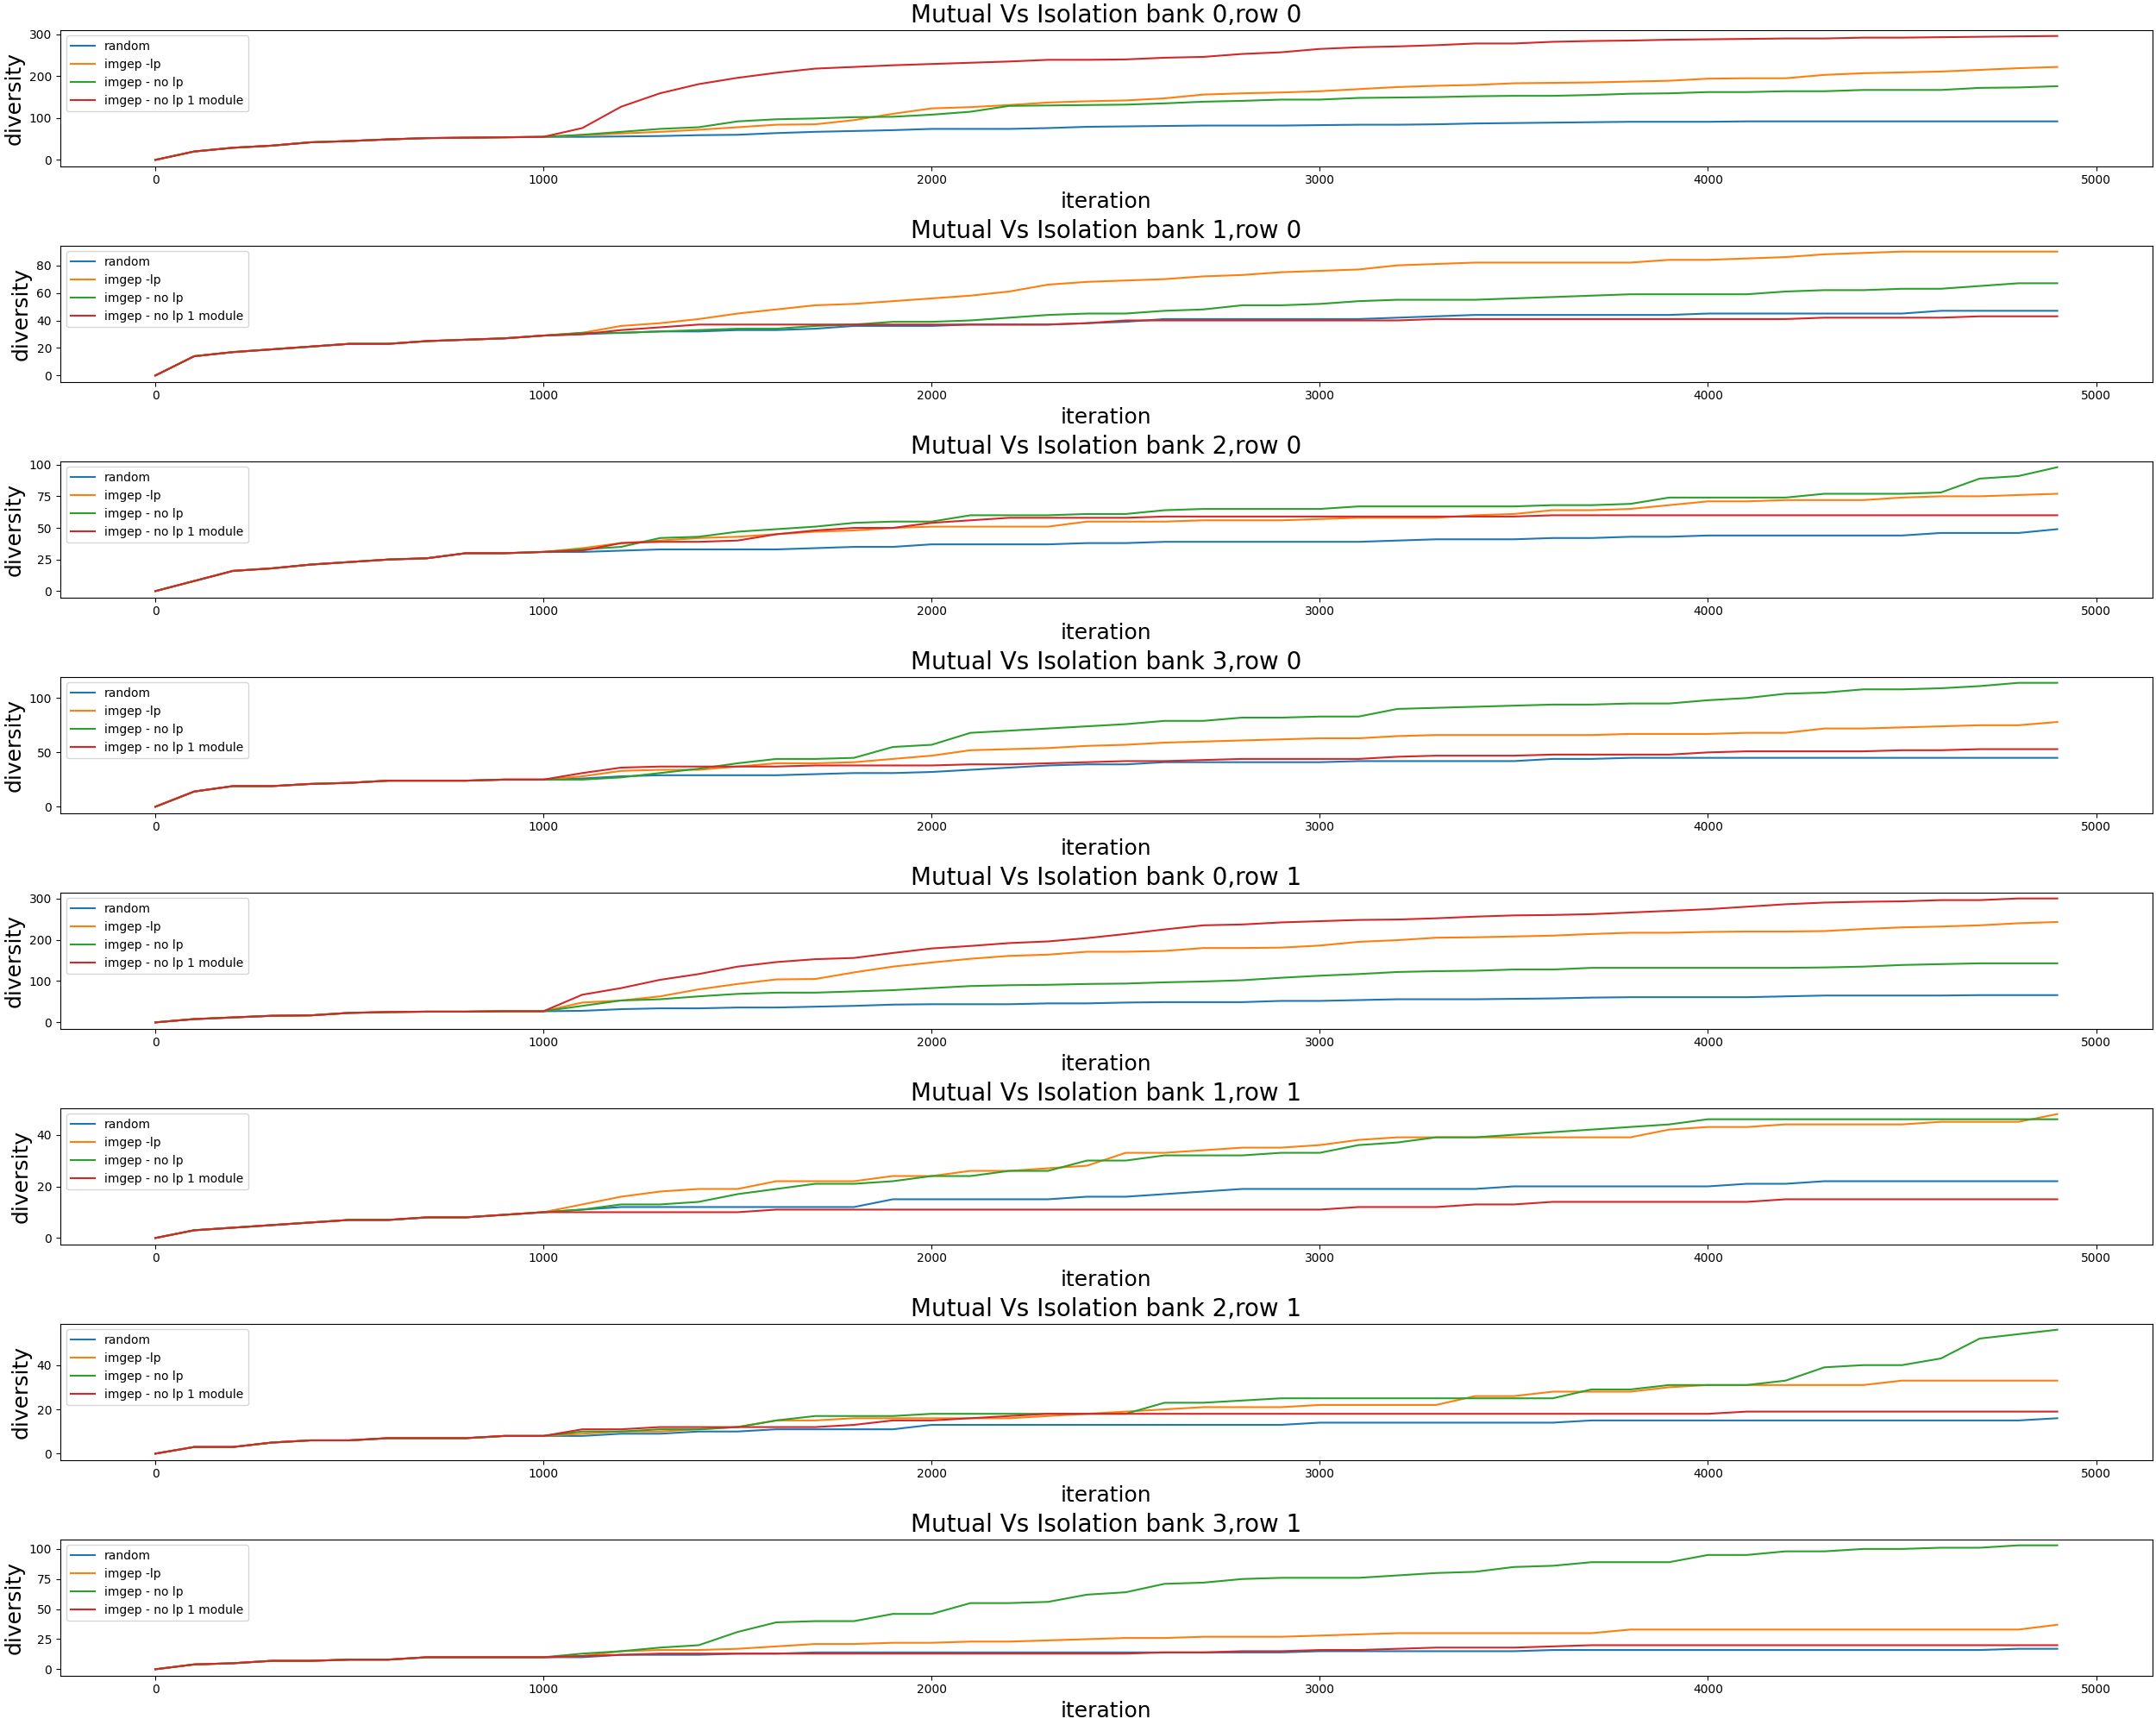 Mutual Vs Isolation bank 0,row 0
diversity
300
200
100
0
random
imgep -lp
imgep - no lp
imgep - no lp 1 module
0 1000 2000 3000 4000 5000
iteration
Mutual Vs Isolation bank 1,row 0
diversity
80
60
40
20
0
random
imgep -lp
imgep - no lp
imgep - no lp 1 module
0 1000 2000 3000 4000 5000
iteration
Mutual Vs Isolation bank 2,row 0
diversity
100
75
50
25
0
random
imgep -lp
imgep - no lp
imgep - no lp 1 module
0 1000 2000 3000 4000 5000
iteration
Mutual Vs Isolation bank 3,row 0
diversity
100
50
0
random
imgep -lp
imgep - no lp
imgep - no lp 1 module
0 1000 2000 3000 4000 5000
iteration
Mutual Vs Isolation bank 0,row 1
diversity
300
200
100
0
random
imgep -lp
imgep - no lp
imgep - no lp 1 module
0 1000 2000 3000 4000 5000
iteration
Mutual Vs Isolation bank 1,row 1
diversity
40
20
0
random
imgep -lp
imgep - no lp
imgep - no lp 1 module
0 1000 2000 3000 4000 5000
iteration
Mutual Vs Isolation bank 2,row 1
diversity
40
20
0
random
imgep -lp
imgep - no lp
imgep - no lp 1 module
0 1000 2000 3000 4000 5000
iteration
Mutual Vs Isolation bank 3,row 1
diversity
100
75
50
25
0
random
imgep -lp
imgep - no lp
imgep - no lp 1 module
0 1000 2000 3000 4000 5000
iteration